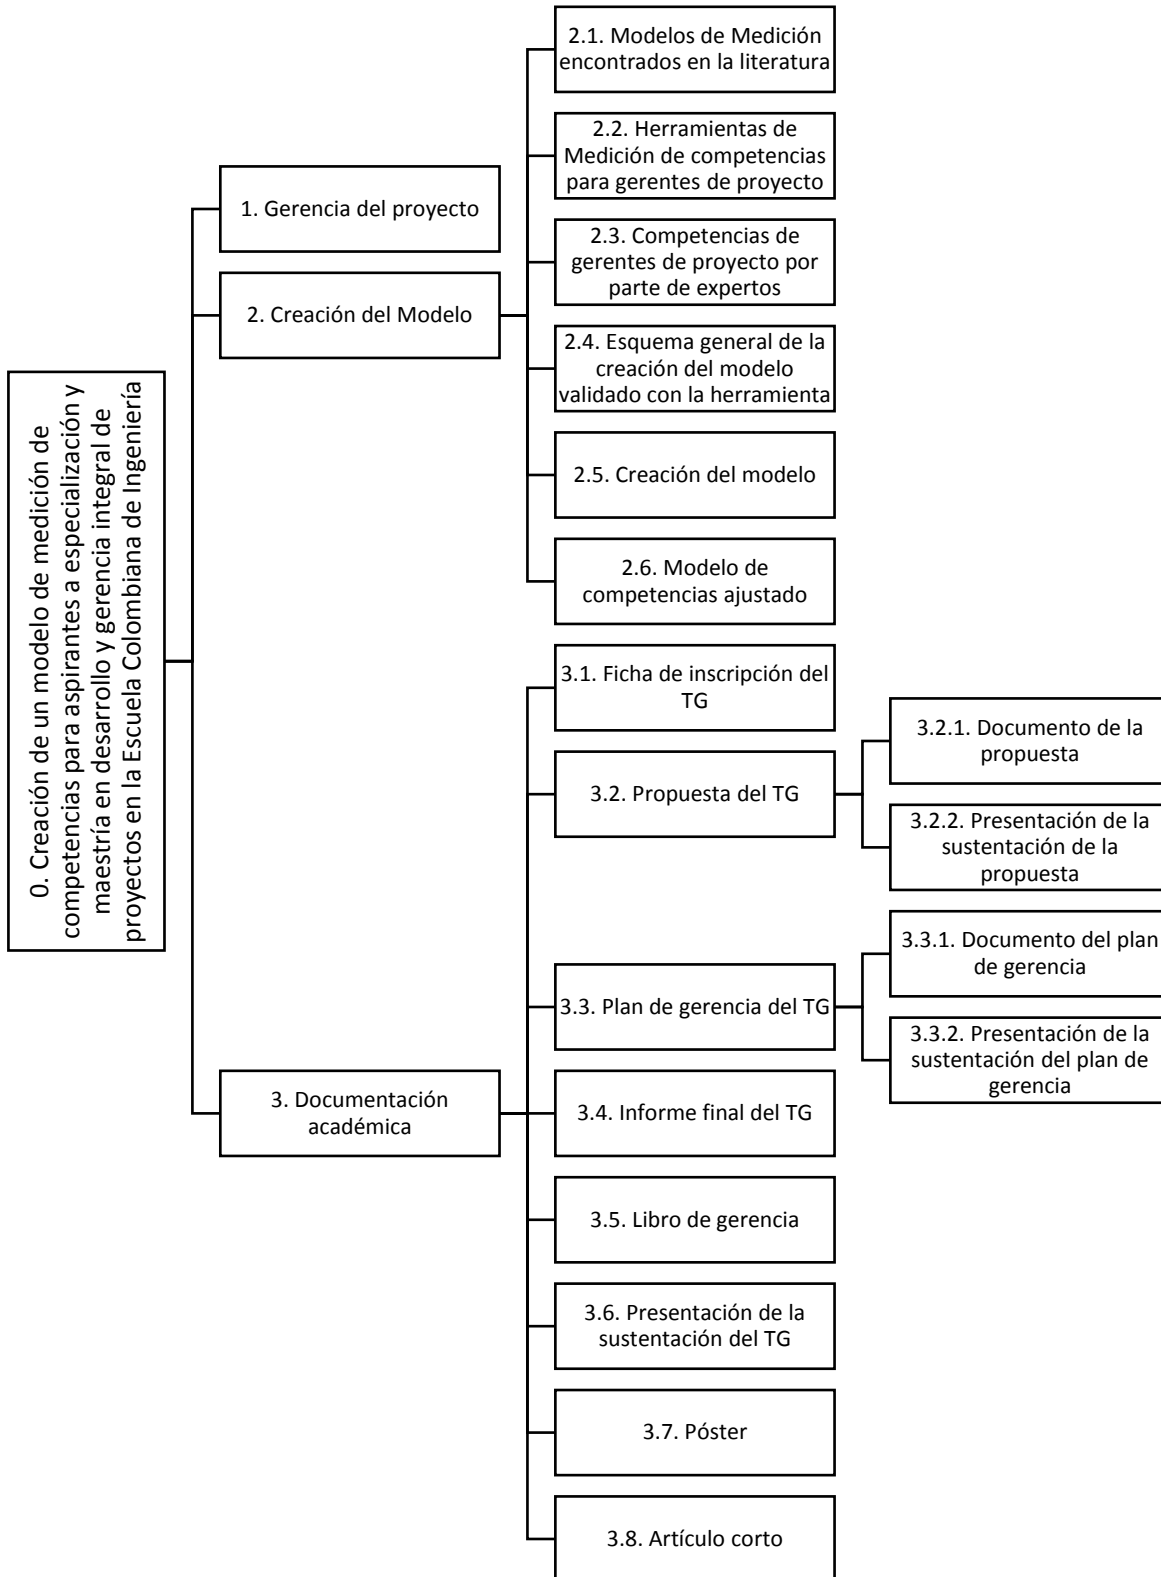 0. Creación de un modelo de medición de
competencias para aspirantes a especialización y
maestría en desarrollo y gerencia integral de
proyectos en la Escuela Colombiana de Ingeniería
1. Gerencia del proyecto
2. Creación del Modelo
2.1. Modelos de Medición
encontrados en la literatura
2.2. Herramientas de
Medición de competencias
para gerentes de proyecto
2.3. Competencias de
gerentes de proyecto por
parte de expertos
2.4. Esquema general de la
creación del modelo
validado con la herramienta
2.5. Creación del modelo
2.6. Modelo de
competencias ajustado
3. Documentación
académica
3.1. Ficha de inscripción del
TG
3.2. Propuesta del TG
3.2.1. Documento de la
propuesta
3.2.2. Presentación de la
sustentación de la
propuesta
3.3. Plan de gerencia del TG
3.3.1. Documento del plan
de gerencia
3.3.2. Presentación de la
sustentación del plan de
gerencia
3.4. Informe final del TG
3.5. Libro de gerencia
3.6. Presentación de la
sustentación del TG
3.7. Póster
3.8. Artículo corto